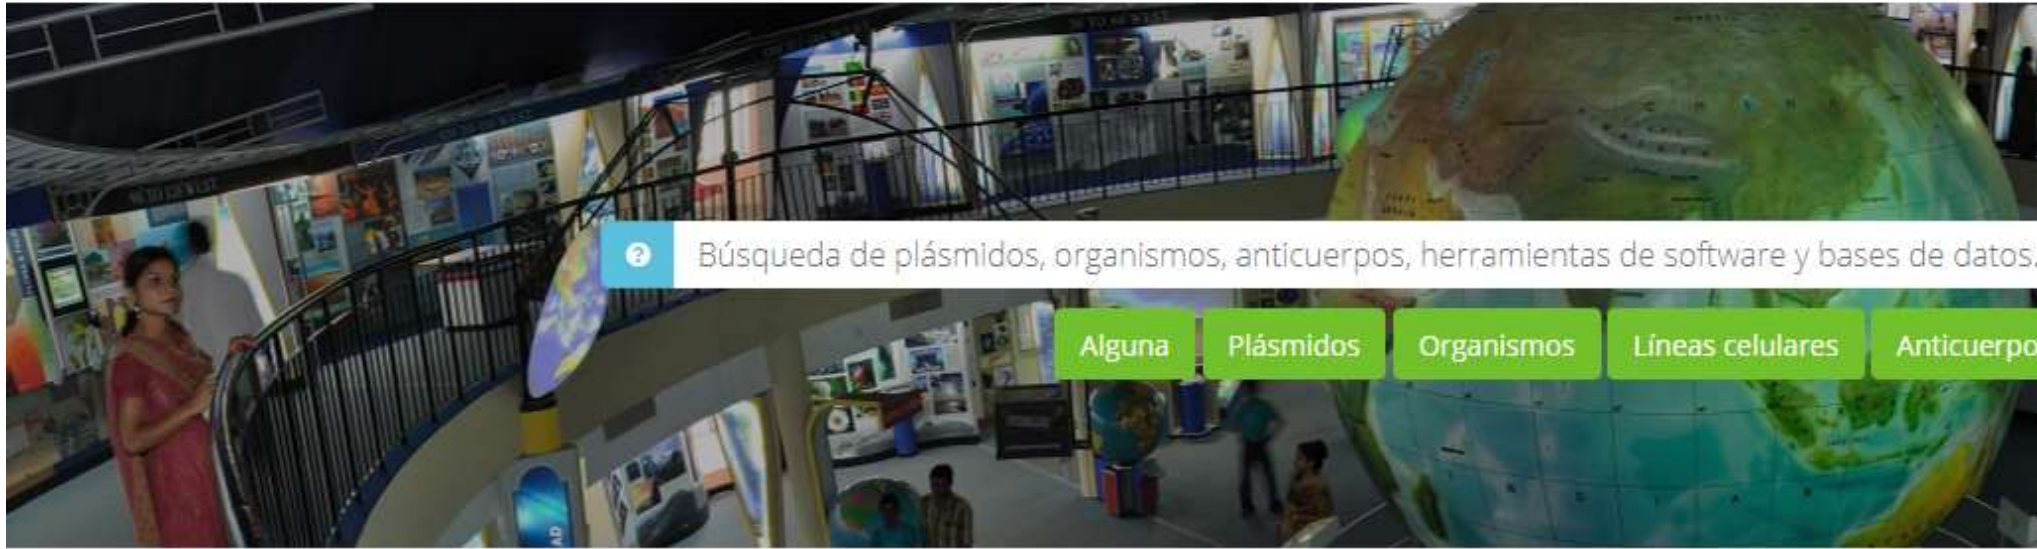 Búsqueda de plásmidos, organismos, anticuerpos, herramientas de software y bases de datos.
Alguna
Plásmidos
Organismos
Líneas celulares
Anticuerpo